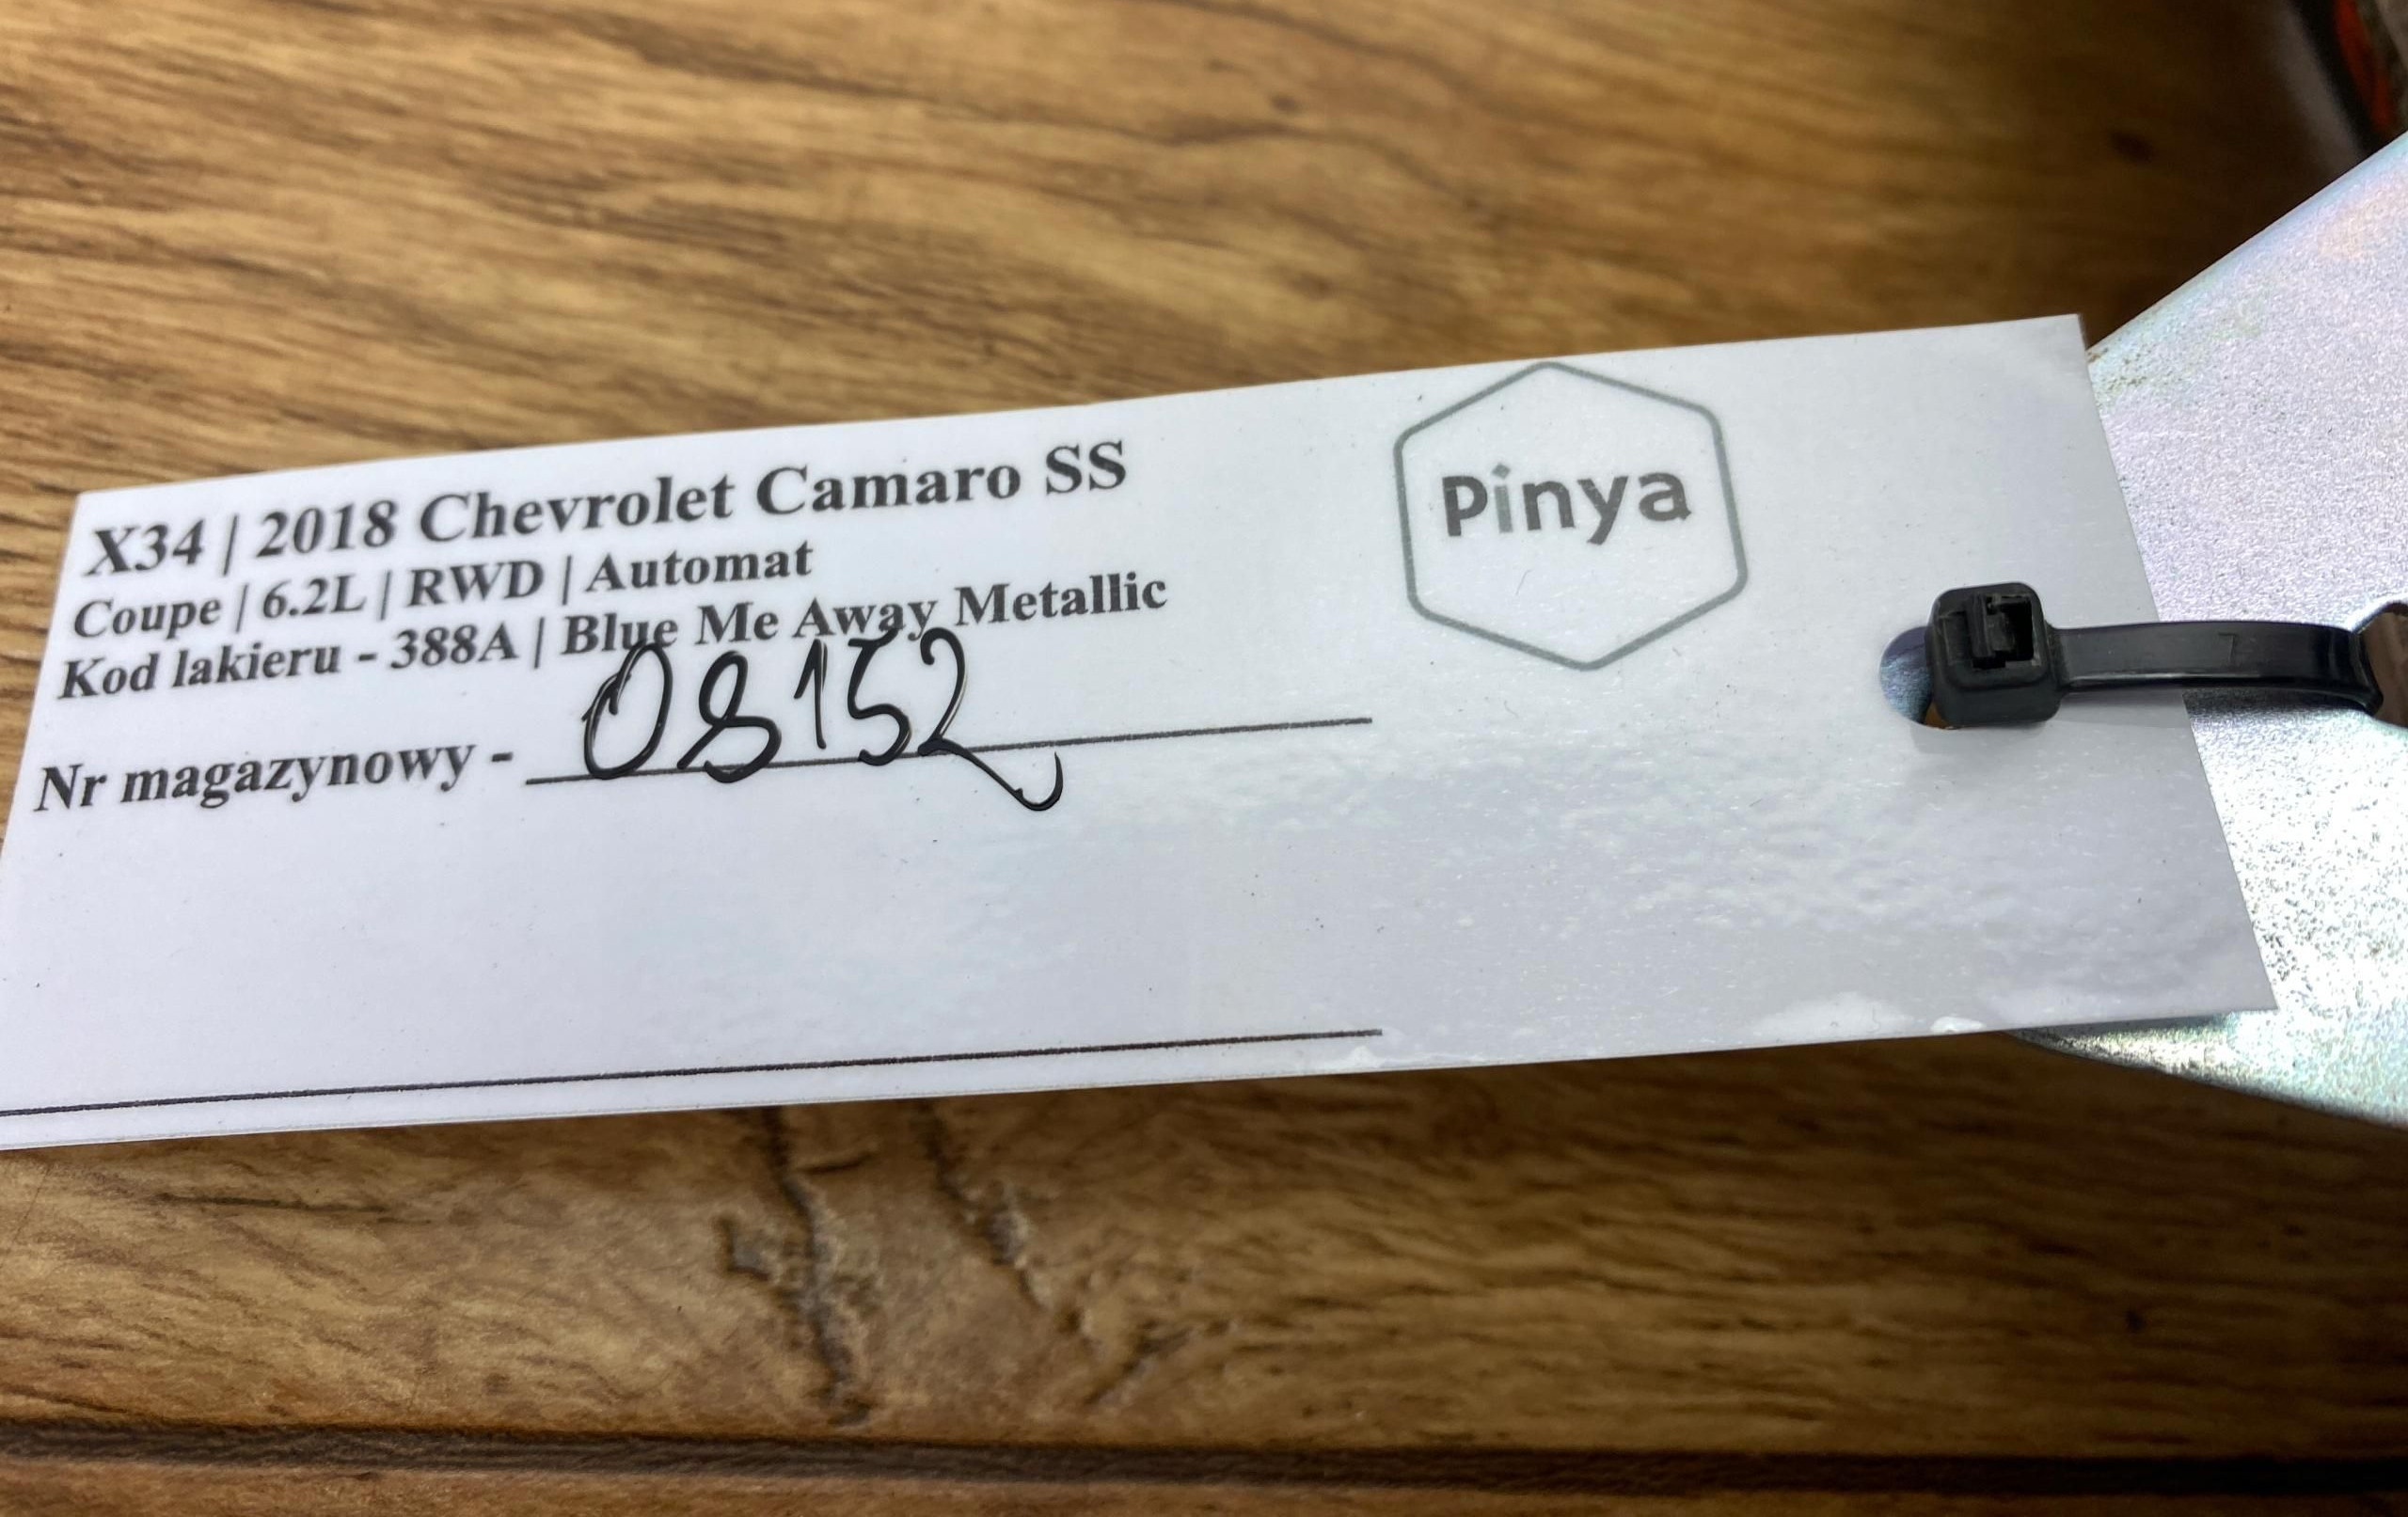 X34 | 2018 Chevrolet Camaro SS
Coupe | 6.2L | RWD | Automat
Kod lakieru - 388A | Blue Me Away Metallic
Nr magazynowy - 08152
Pinya